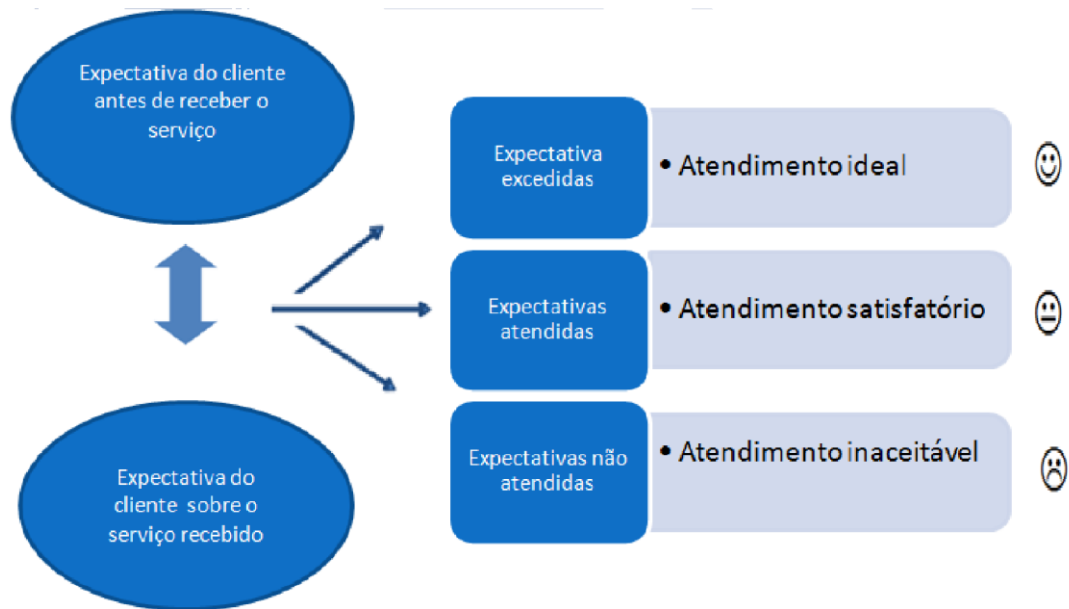 Expectativa do cliente
antes de receber o
serviço
Expectativa
excedidas
• Atendimento ideal
Expectativas
atendidas
• Atendimento satisfatório
Expectativas não
atendidas
• Atendimento inaceitável
Expectativa do
cliente sobre o
serviço recebido